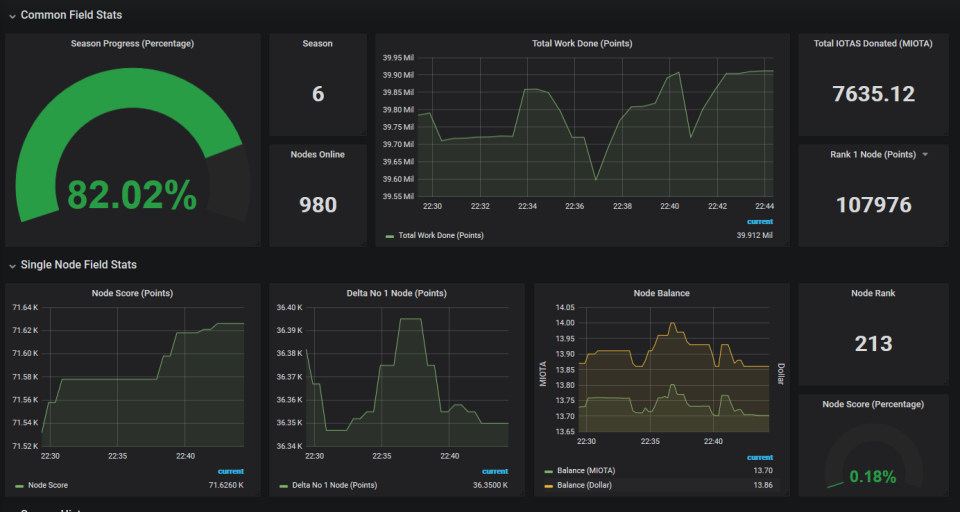 Common Field Stats
Season Progress (Percentage)
82.02%
Season
6
Nodes Online
980
Total Work Done (Points)
39.95 Mil
39.90 Mil
39.85 Mil
39.80 Mil
39.75 Mil
39.70 Mil
39.65 Mil
39.60 Mil
39.55 Mil
22:30 22:32 22:34 22:36 22:38 22:40 22:42 22:44
current
Total Work Done (Points) 39.912 Mil
Total IOTAS Donated (MIOTA)
7635.12
Rank 1 Node (Points)
107976
Single Node Field Stats
Node Score (Points)
71.64 K
71.62 K
71.60 K
71.58 K
71.56 K
71.54 K
71.52 K
22:30 22:35 22:40
current
Node Score 71.6260 K
Delta No 1 Node (Points)
36.40 K
36.39 K
36.38 K
36.37 K
36.36 K
36.35 K
36.34 K
22:30 22:35 22:40
current
Delta No 1 Node (Points) 36.3500 K
Node Balance
MIOTA
14.05
14.00
13.95
13.90
13.85
13.80
13.75
13.70
13.65
Dollar
22:30 22:35 22:40
current
Balance (MIOTA) 13.70
Balance (Dollar) 13.86
Node Rank
213
Node Score (Percentage)
0.18%